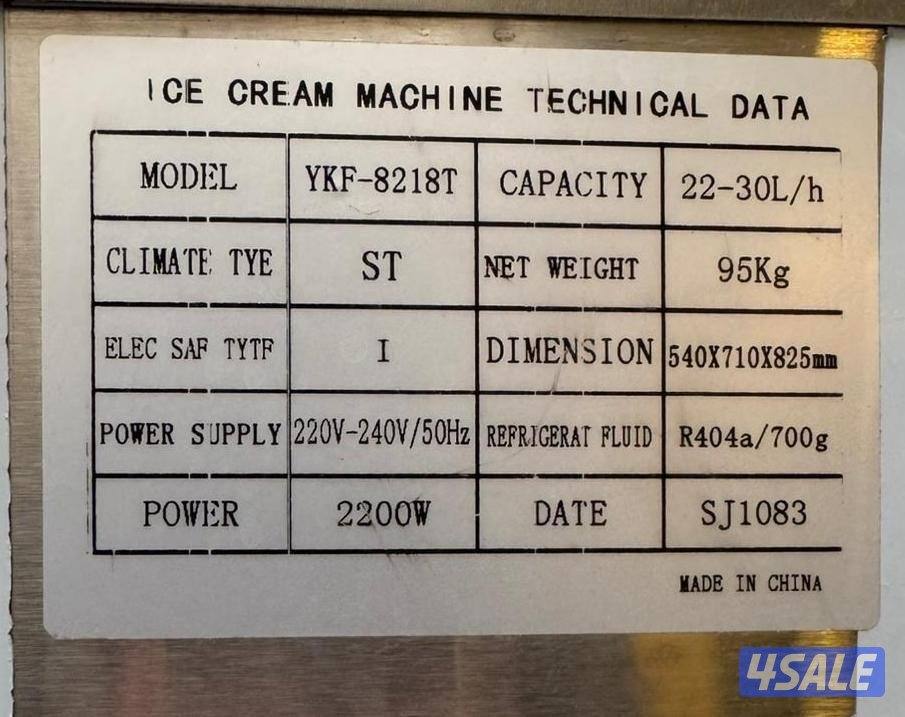 ICE CREAM MACHINE TECHNICAL DATA
MODEL YKF-8218T CAPACITY 22-30L/h
CLIMATE TYE ST NET WEIGHT 95Kg
ELEC SAF TYTF I DIMENSION 540X710X825mm
POWER SUPPLY 220V-240V/50Hz REFRIGERAT FLUID R404a/700g
POWER 2200W DATE SJ1083
MADE IN CHINA
4SALE